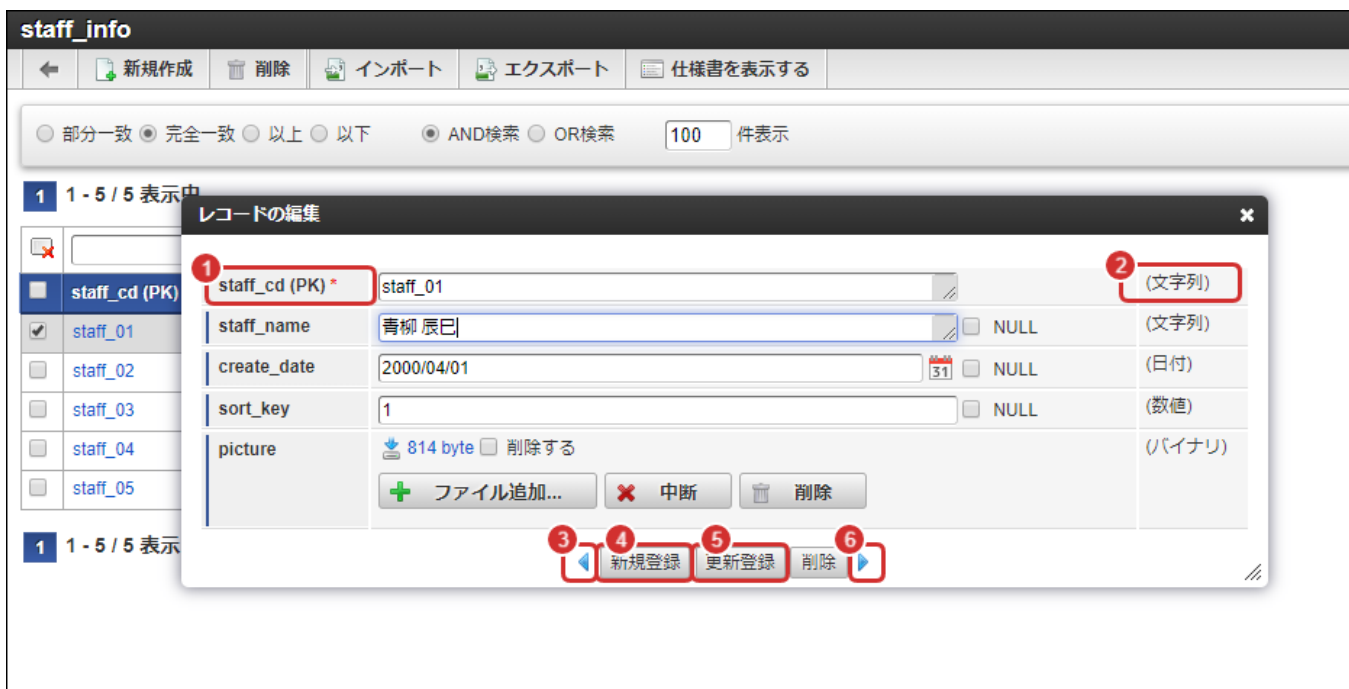 staff_info
新規作成 削除 インポート エクスポート 仕様書を表示する
部分一致 完全一致 以上 以下 AND検索 OR検索 100 件表示
1 1 - 5 / 5 表示中
レコードの編集
staff_cd (PK)
staff_01
staff_02
staff_03
staff_04
staff_05
1 1 - 5 / 5 表示
1 staff_cd (PK) * staff_01 2 (文字列)
staff_name 青柳 辰巳 NULL (文字列)
create_date 2000/04/01 31 NULL (日付)
sort_key 1 NULL (数値)
picture 814 byte 削除する (バイナリ)
ファイル追加... 中断 削除
3 4 5 6
新規登録 更新登録 削除